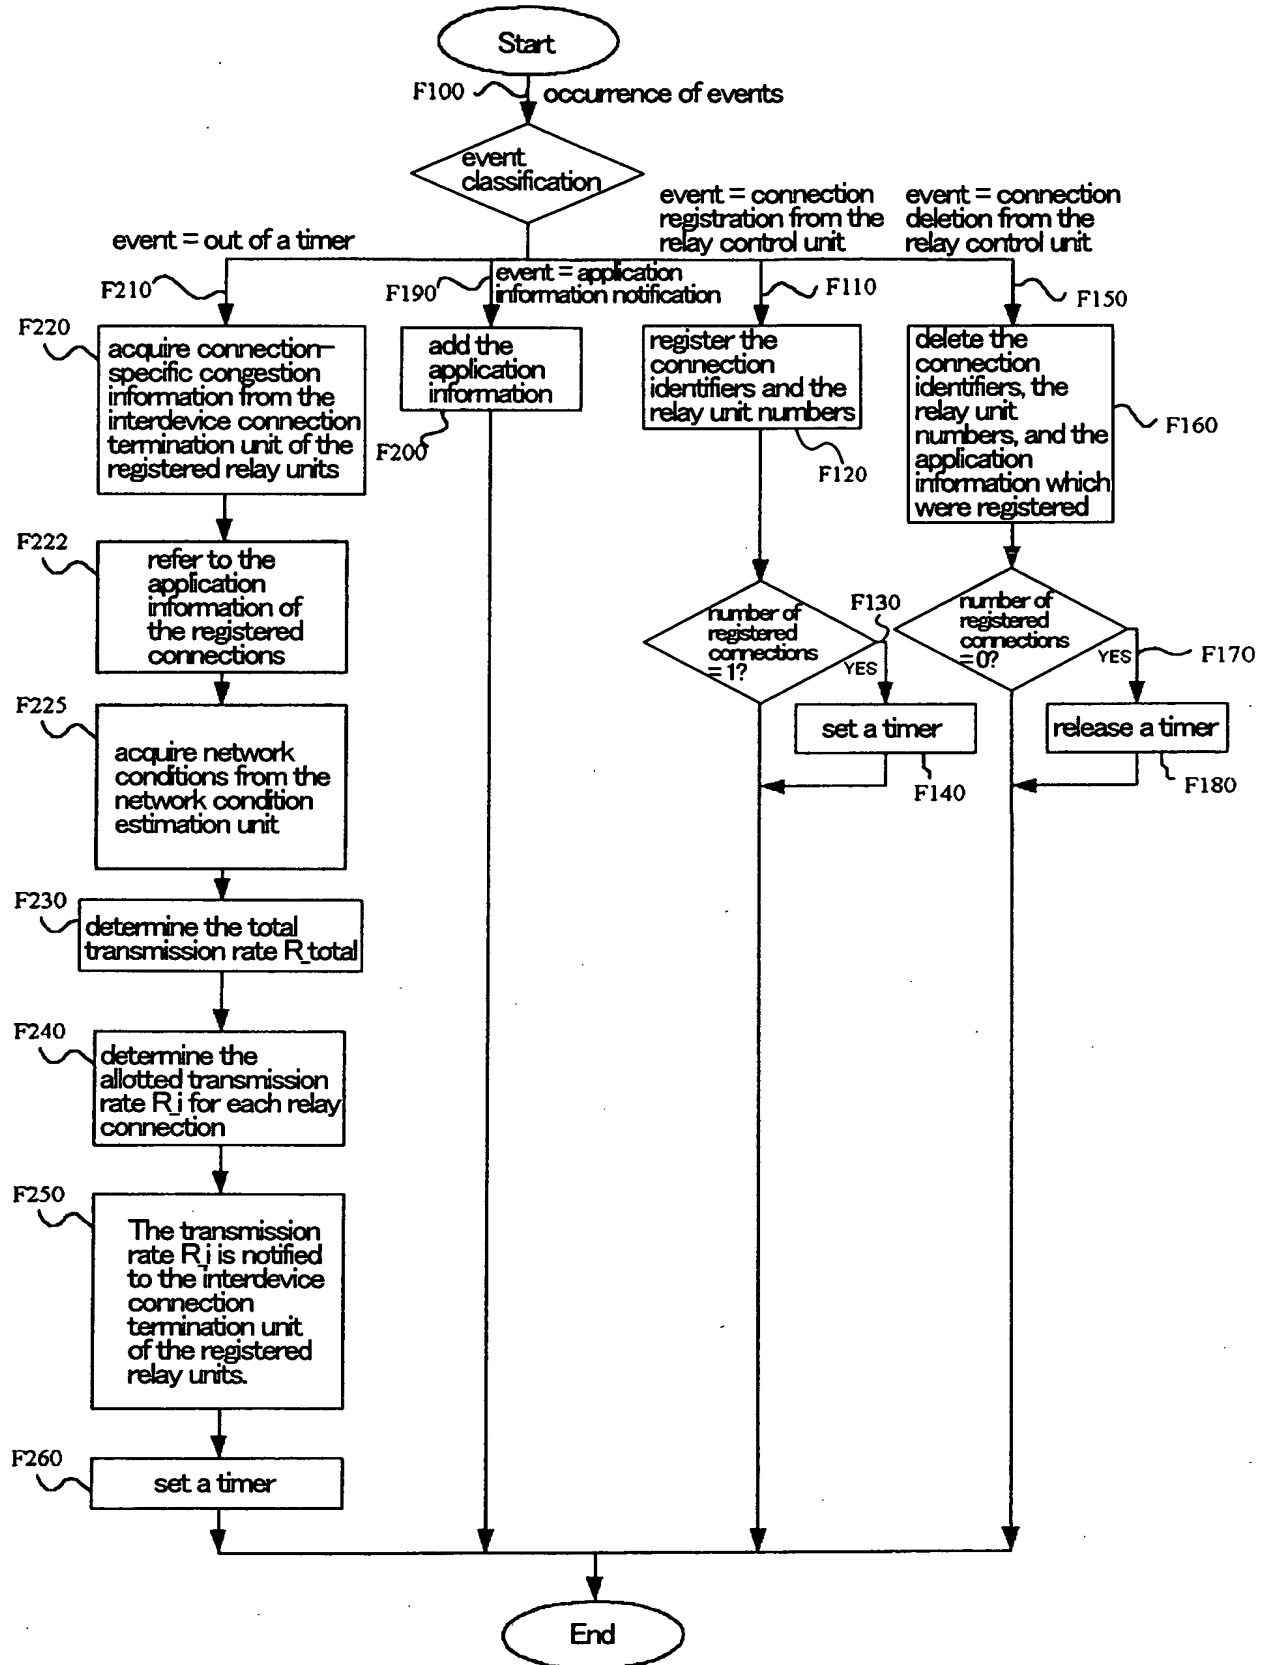 Start
F100
occurrence of events
event
classification
event = out of a timer
F210
F190
event = application
information notification
event = connection
registration from the
relay control unit
F110
event = connection
deletion from the
relay control unit
F150
F220
acquire connection-
specific congestion
information from the
interdevice connection
termination unit of the
registered relay units
add the
application
information
F200
register the
connection
identifiers and the
relay unit numbers
F120
delete the
connection
identifiers, the
relay unit
numbers, and the
application
information which
were registered
F160
F222
refer to the
application
information of
the registered
connections
number of
registered
connections
= 1?
F130
YES
set a timer
F140
number of
registered
connections
= 0?
YES
F170
release a timer
F180
F225
acquire network
conditions from the
network condition
estimation unit
F230
determine the total
transmission rate R_total
F240
determine the
allotted transmission
rate R_i for each relay
connection
F250
The transmission
rate R_i is notified
to the interdevice
connection
termination unit
of the registered
relay units.
F260
set a timer
End